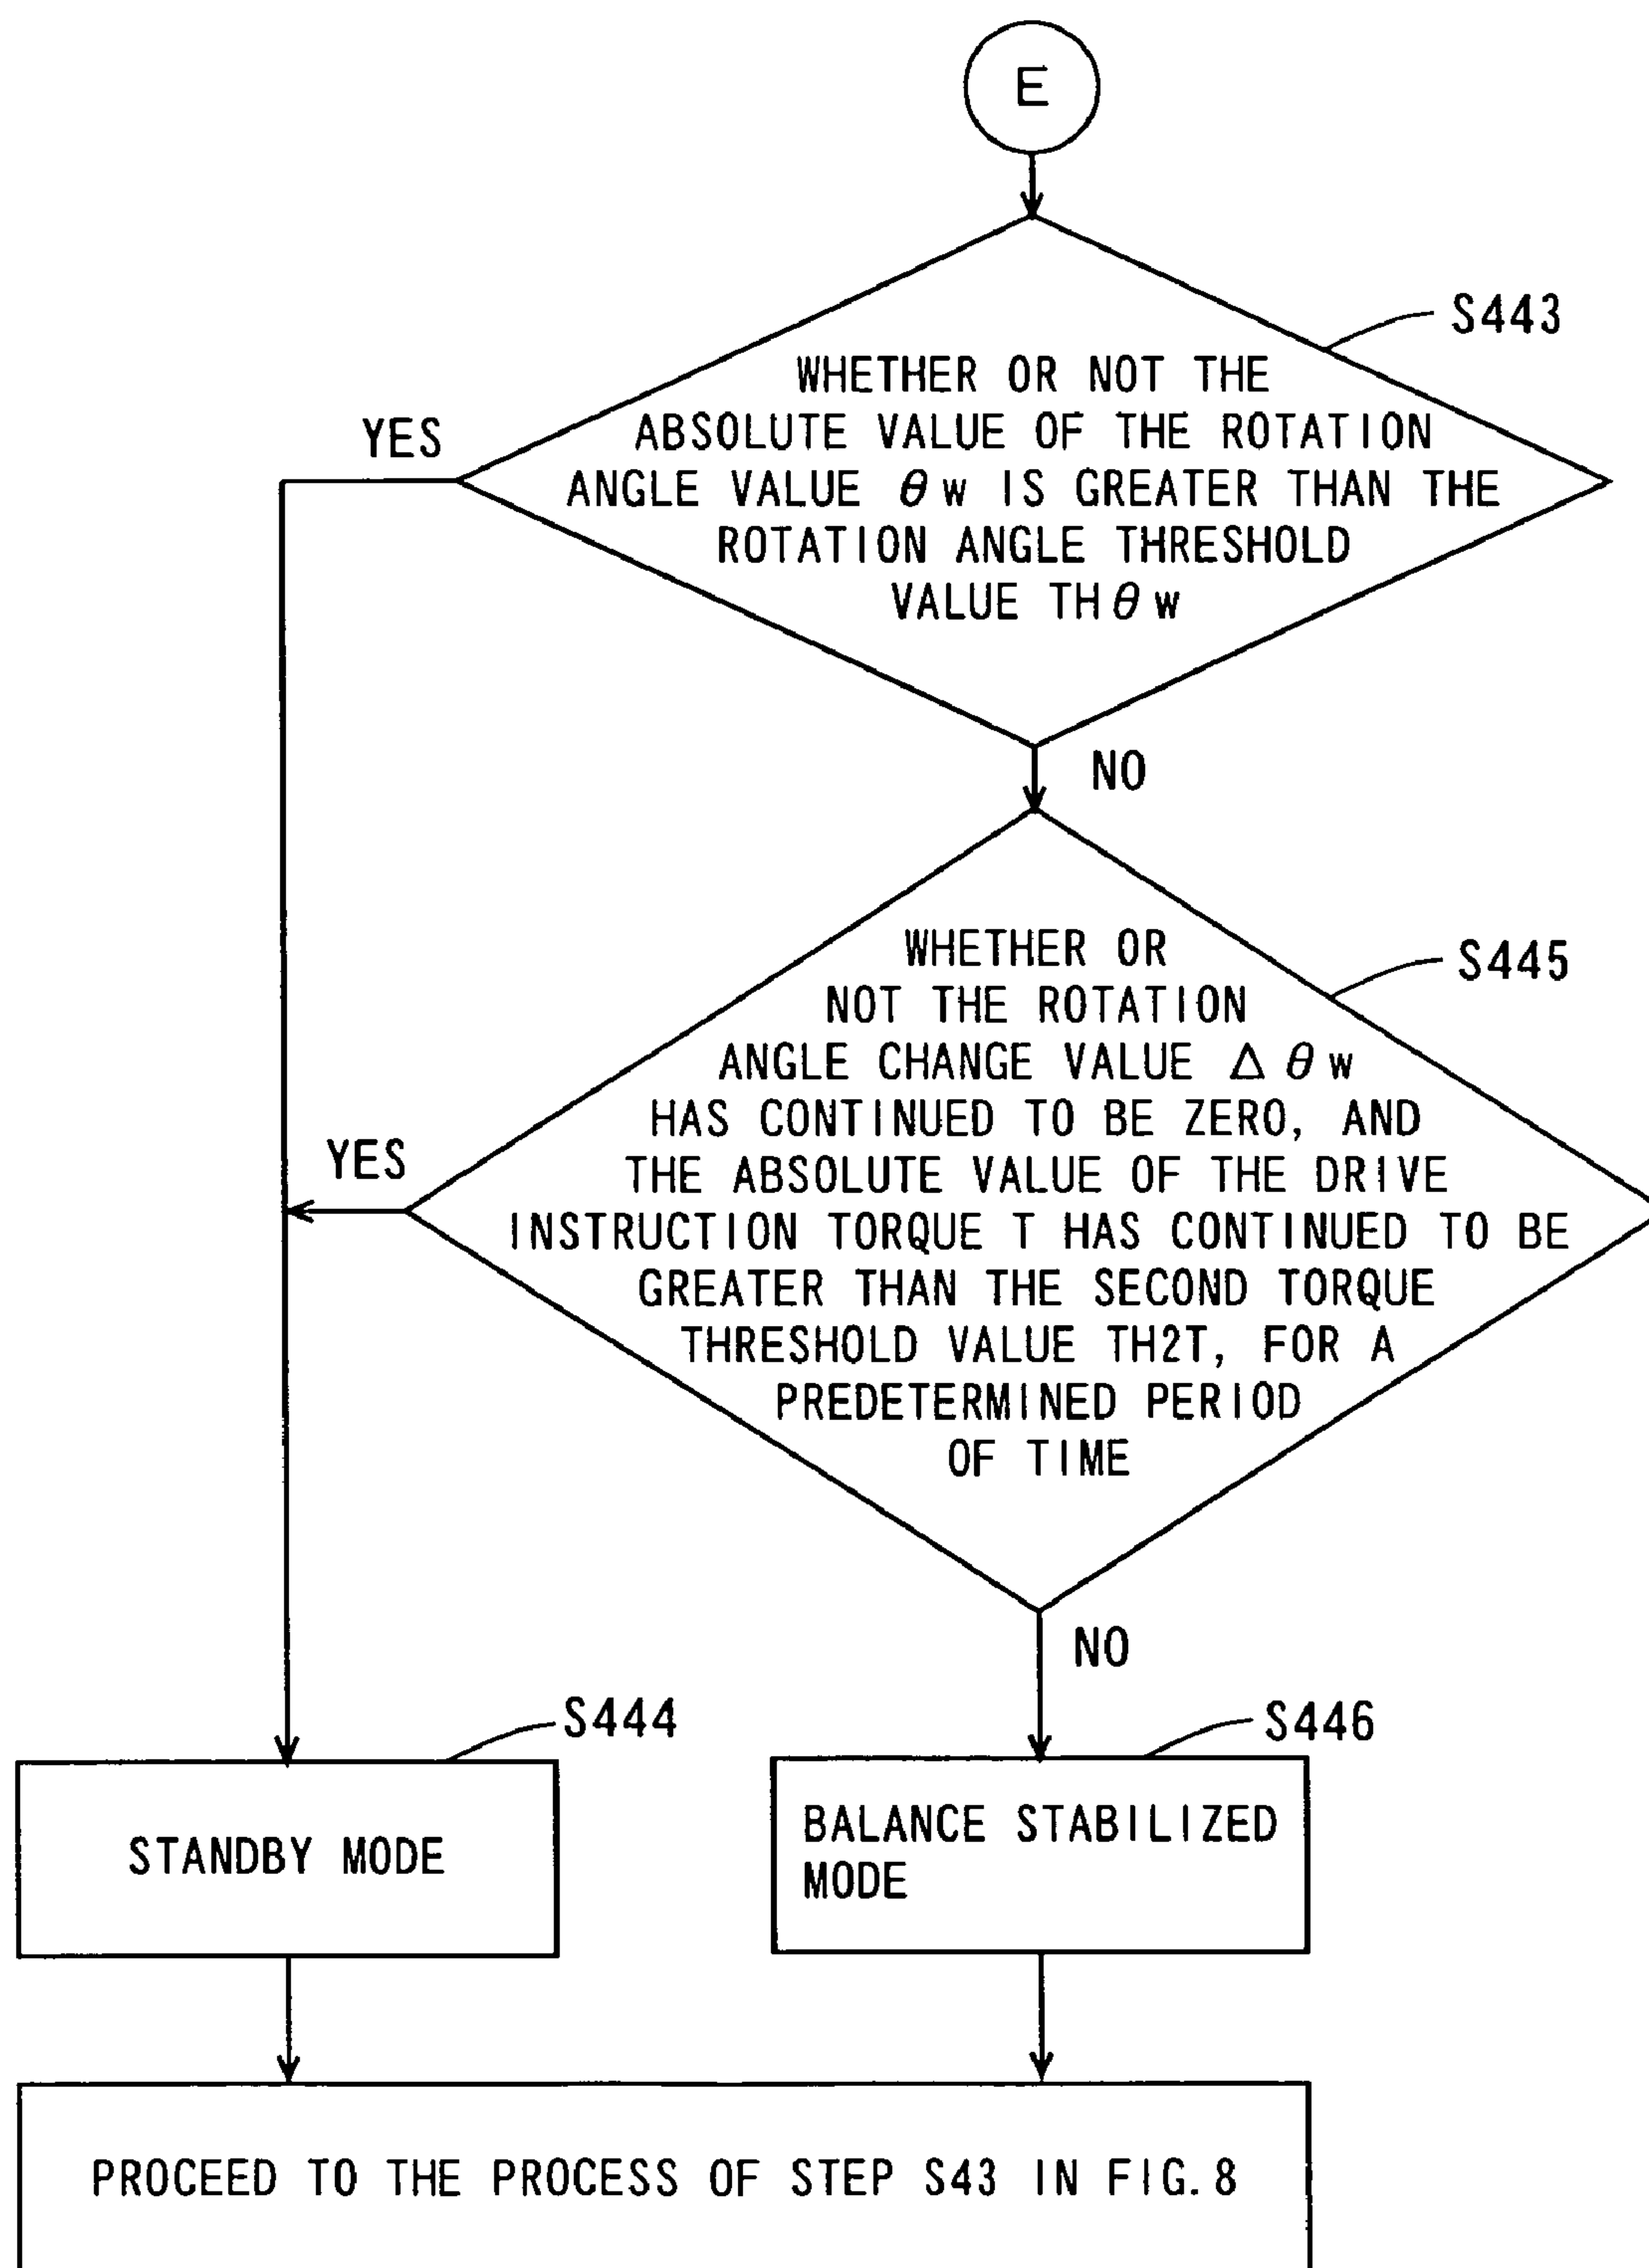 E
S443
WHETHER OR NOT THE
ABSOLUTE VALUE OF THE ROTATION
ANGLE VALUE θw IS GREATER THAN THE
ROTATION ANGLE THRESHOLD
VALUE THθw
YES
NO
S445
WHETHER OR
NOT THE ROTATION
ANGLE CHANGE VALUE Δθw
HAS CONTINUED TO BE ZERO, AND
THE ABSOLUTE VALUE OF THE DRIVE
INSTRUCTION TORQUE T HAS CONTINUED TO BE
GREATER THAN THE SECOND TORQUE
THRESHOLD VALUE TH2T, FOR A
PREDETERMINED PERIOD
OF TIME
YES
NO
S444
STANDBY MODE
S446
BALANCE STABILIZED
MODE
PROCEED TO THE PROCESS OF STEP S43 IN FIG. 8